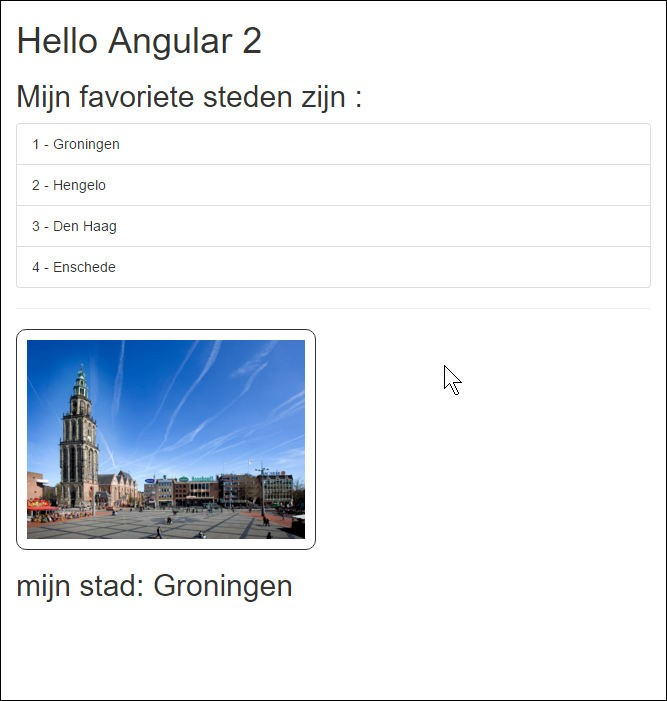 Hello Angular 2
Mijn favoriete steden zijn :
1 - Groningen
2 - Hengelo
3 - Den Haag
4 - Enschede
mijn stad: Groningen